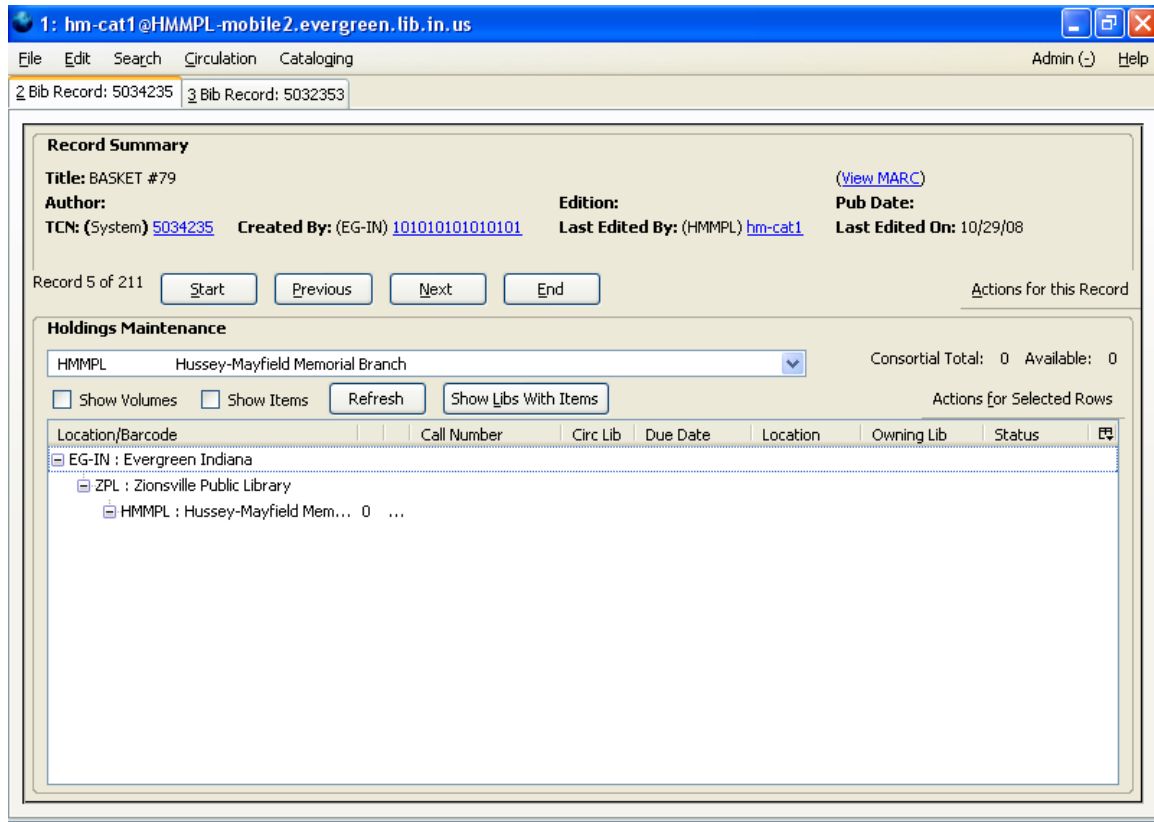 1: hm-cat1@HMMPL-mobile2.evergreen.lib.in.us
File Edit Search Circulation Cataloging Admin (-) Help
2 Bib Record: 5034235 3 Bib Record: 5032353
Record Summary
Title: BASKET #79 (View MARC)
Author: Edition: Pub Date:
TCN: (System) 5034235 Created By: (EG-IN) 101010101010101 Last Edited By: (HMMPL) hm-cat1 Last Edited On: 10/29/08
Record 5 of 211 Start Previous Next End Actions for this Record
Holdings Maintenance
HMMPL Hussey-Mayfield Memorial Branch Consortial Total: 0 Available: 0
Show Volumes Show Items Refresh Show Libs With Items Actions for Selected Rows
Location/Barcode Call Number Circ Lib Due Date Location Owning Lib Status
EG-IN : Evergreen Indiana
ZPL : Zionsville Public Library
HMMPL : Hussey-Mayfield Mem... 0 ...